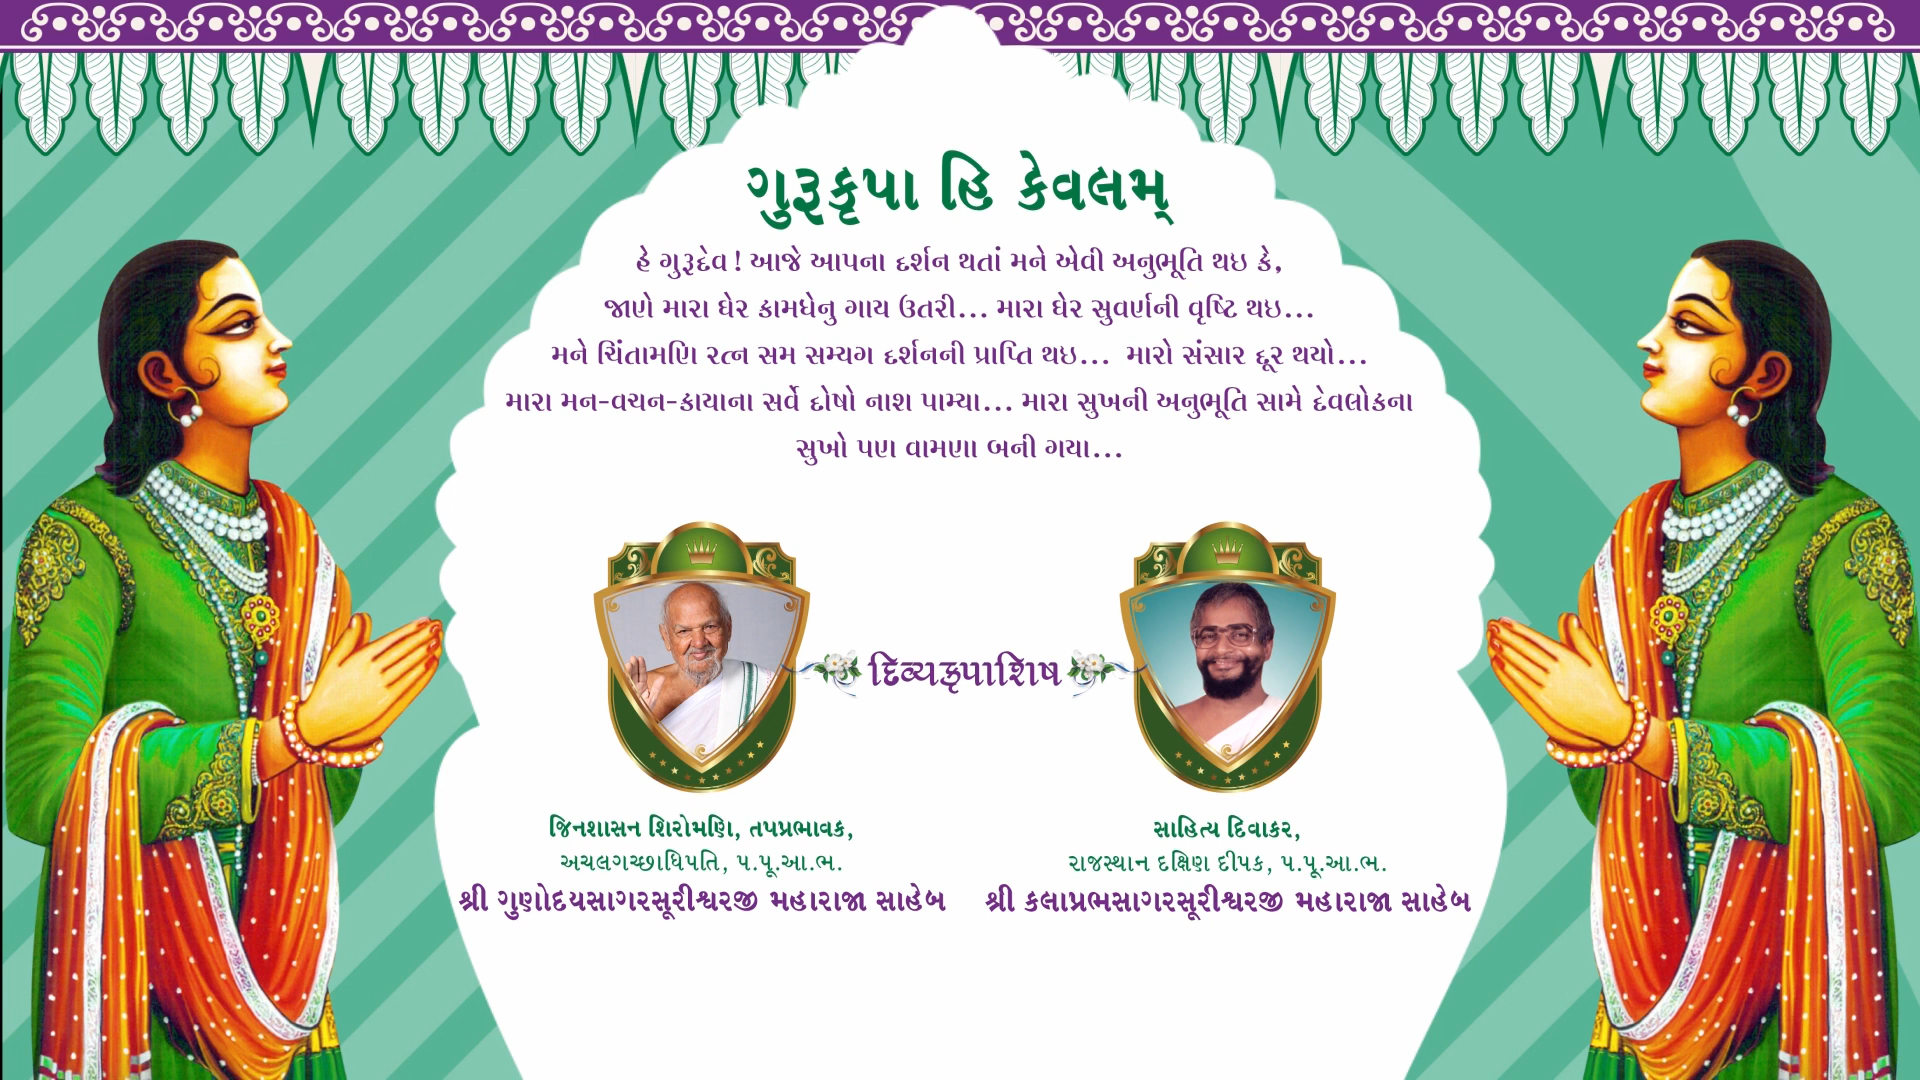 ગુરૂકૃપા હિ કેવલમ્
હે ગુરૂદેવ ! આજે આપના દર્શન થતાં મને એવી અનુભૂતિ થઇ કે,
જાણે મારા ઘેર કામધેનુ ગાય ઉતરી... મારા ઘેર સુવર્ણની વૃષ્ટિ થઇ...
મને ચિંતામણિ રત્ન સમ સમ્યગ દર્શનની પ્રાપ્તિ થઇ... મારો સંસાર દૂર થયો...
મારા મન-વચન-કાયાના સર્વે દોષો નાશ પામ્યા... મારા સુખની અનુભૂતિ સામે દેવલોકના
સુખો પણ વામણા બની ગયા...
દિવ્યકૃપાશિષ
જિનશાસન શિરોમણિ, તપપ્રભાવક,
અચલગચ્છાધિપતિ, પ.પૂ.આ.ભ.
શ્રી ગુણોદયસાગરસૂરીશ્વરજી મહારાજા સાહેબ
સાહિત્ય દિવાકર,
રાજસ્થાન દક્ષિણ દીપક, પ.પૂ.આ.ભ.
શ્રી કલાપ્રભસાગરસૂરીશ્વરજી મહારાજા સાહેબ